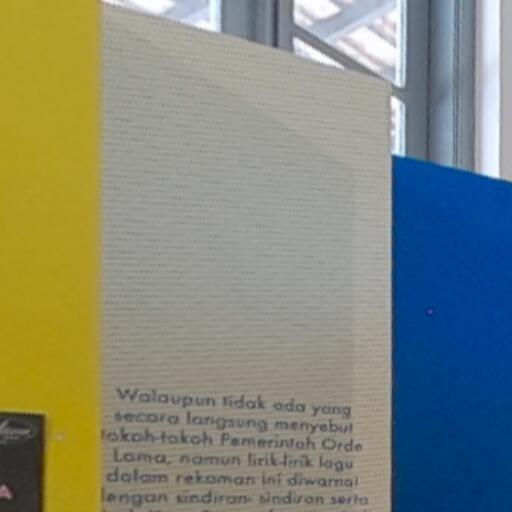 Walaupun tidak ada yang
secara langsung menyebut
tokoh-tokoh Pemerintah Orde
Lama, namun lirik-lirik lagu
dalam rekaman ini diwarnai
dengan sindiran- sindiran serta
A